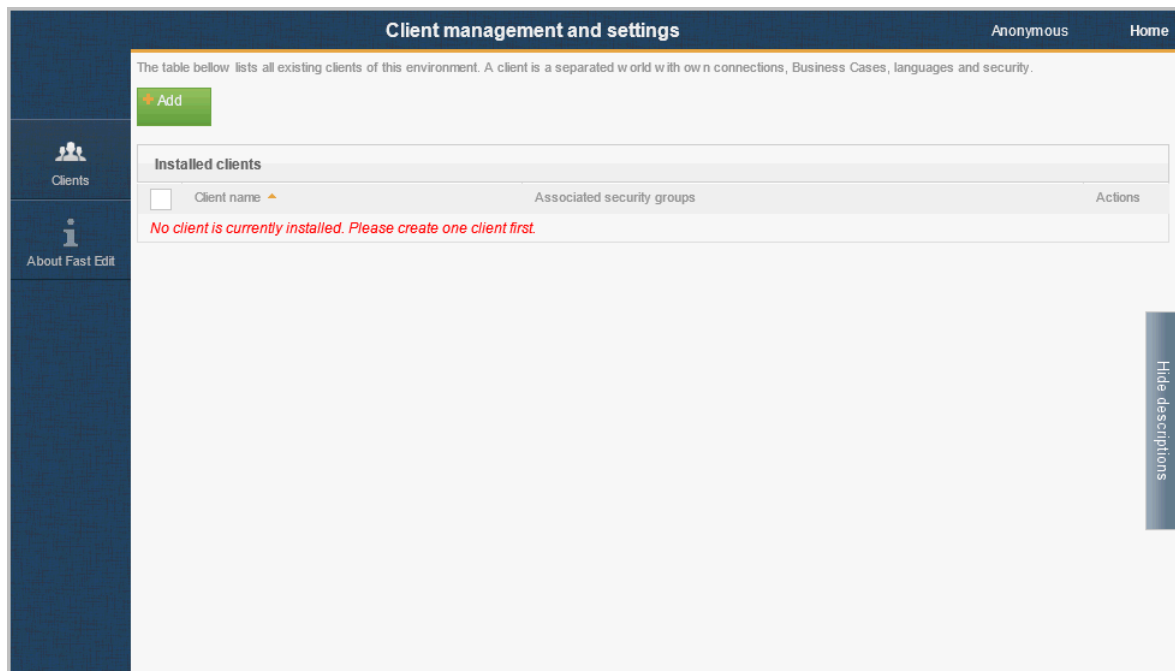 Client management and settings
Anonymous
Home
The table bellow lists all existing clients of this environment. A client is a separated world with own connections, Business Cases, languages and security.
Add
Clients
About Fast Edit
Installed clients
Client name
Associated security groups
Actions
No client is currently installed. Please create one client first.
Hide descriptions